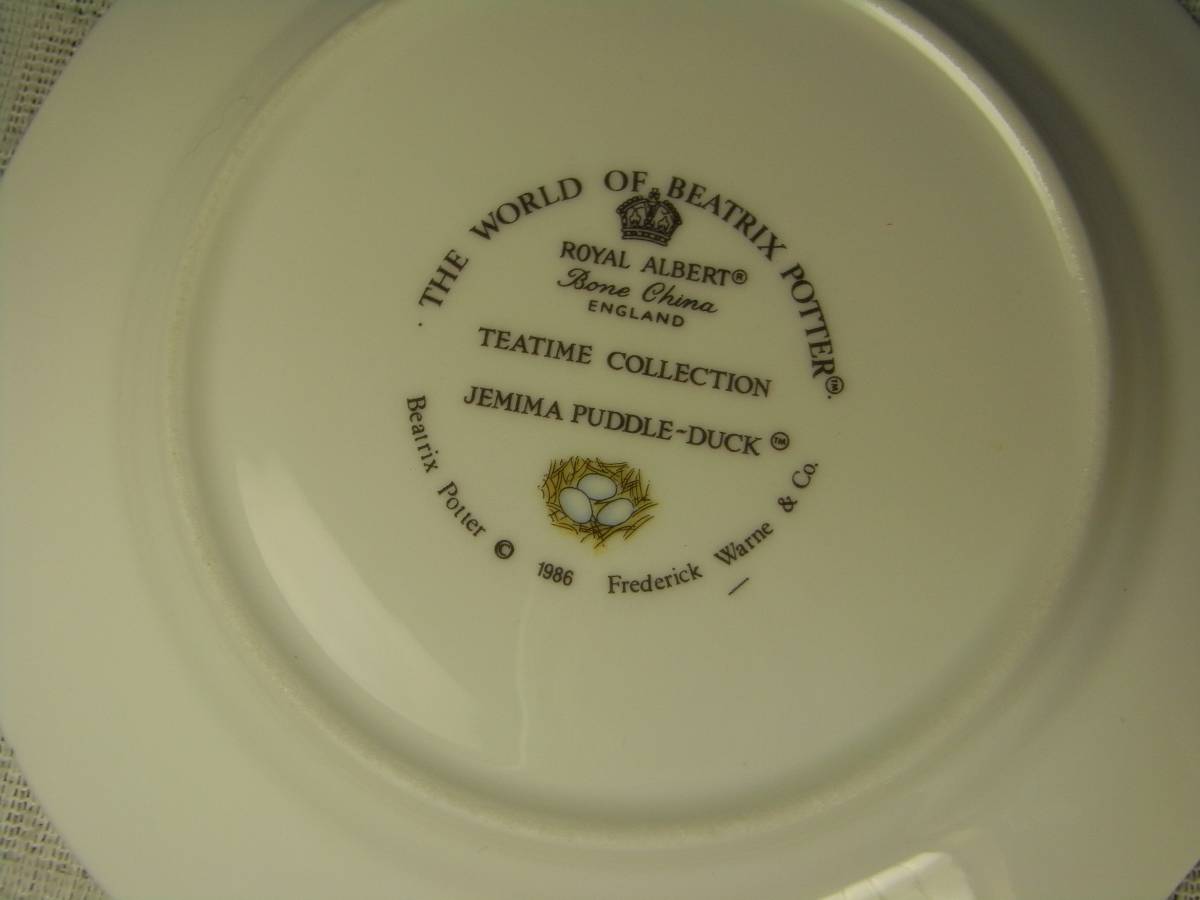 . THE WORLD OF BEATRIX POTTER™.
ROYAL ALBERT®
Bone China
ENGLAND
TEATIME COLLECTION
JEMIMA PUDDLE-DUCK™
Beatrix Potter © 1986 Frederick Warne & Co.